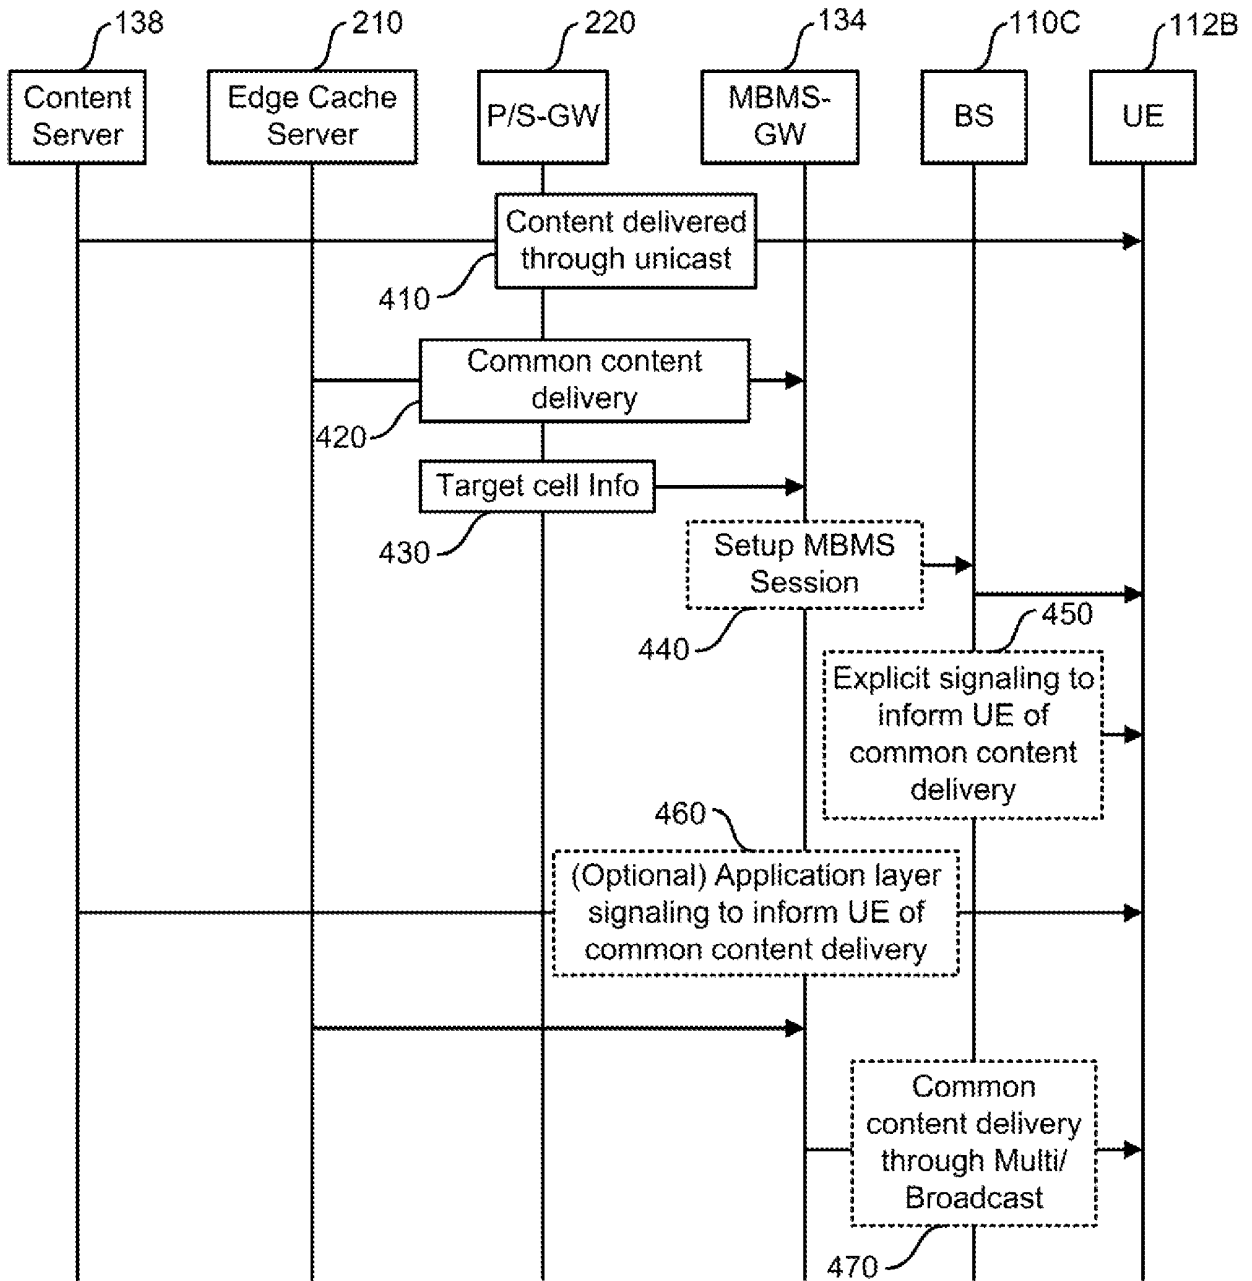 138
210
220
134
110C
112B
Content
Server
Edge Cache
Server
P/S-GW
MBMS-
GW
BS
UE
Content delivered
through unicast
410
Common content
delivery
420
Target cell Info
430
Setup MBMS
Session
440
450
Explicit signaling to
inform UE of
common content
delivery
460
(Optional) Application layer
signaling to inform UE of
common content delivery
Common
content delivery
through Multi/
Broadcast
470